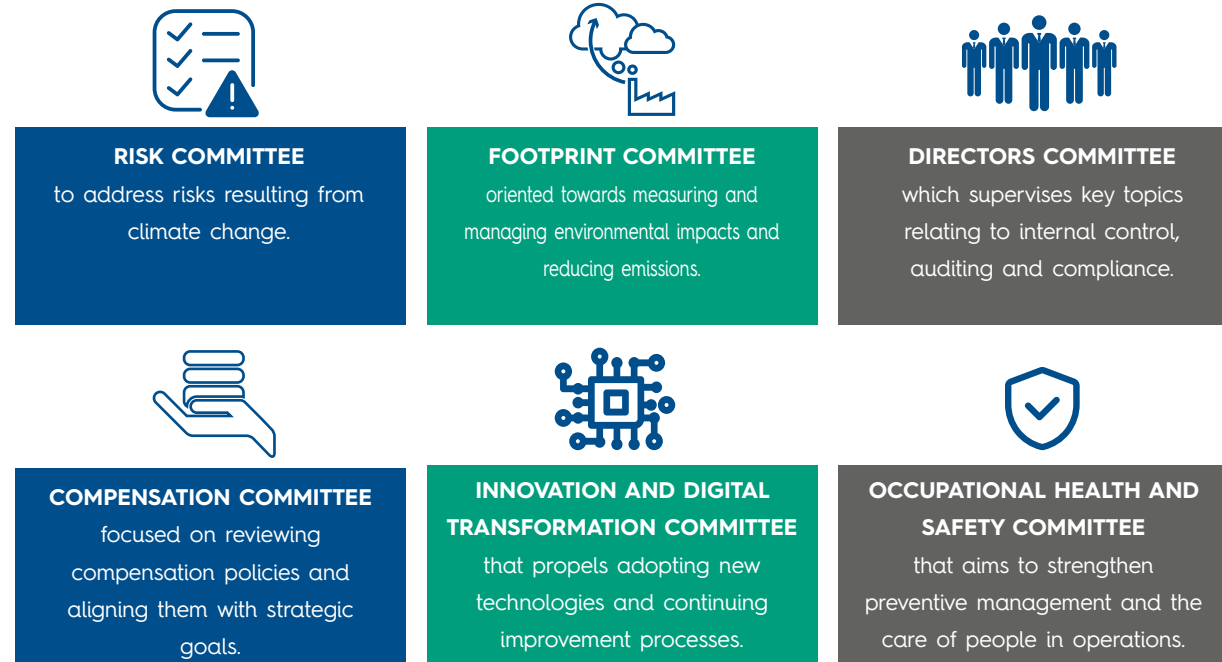 RISK COMMITTEE
to address risks resulting from
climate change.
FOOTPRINT COMMITTEE
oriented towards measuring and
managing environmental impacts and
reducing emissions.
DIRECTORS COMMITTEE
which supervises key topics
relating to internal control,
auditing and compliance.
COMPENSATION COMMITTEE
focused on reviewing
compensation policies and
aligning them with strategic
goals.
INNOVATION AND DIGITAL
TRANSFORMATION COMMITTEE
that propels adopting new
technologies and continuing
improvement processes.
OCCUPATIONAL HEALTH AND
SAFETY COMMITTEE
that aims to strengthen
preventive management and the
care of people in operations.